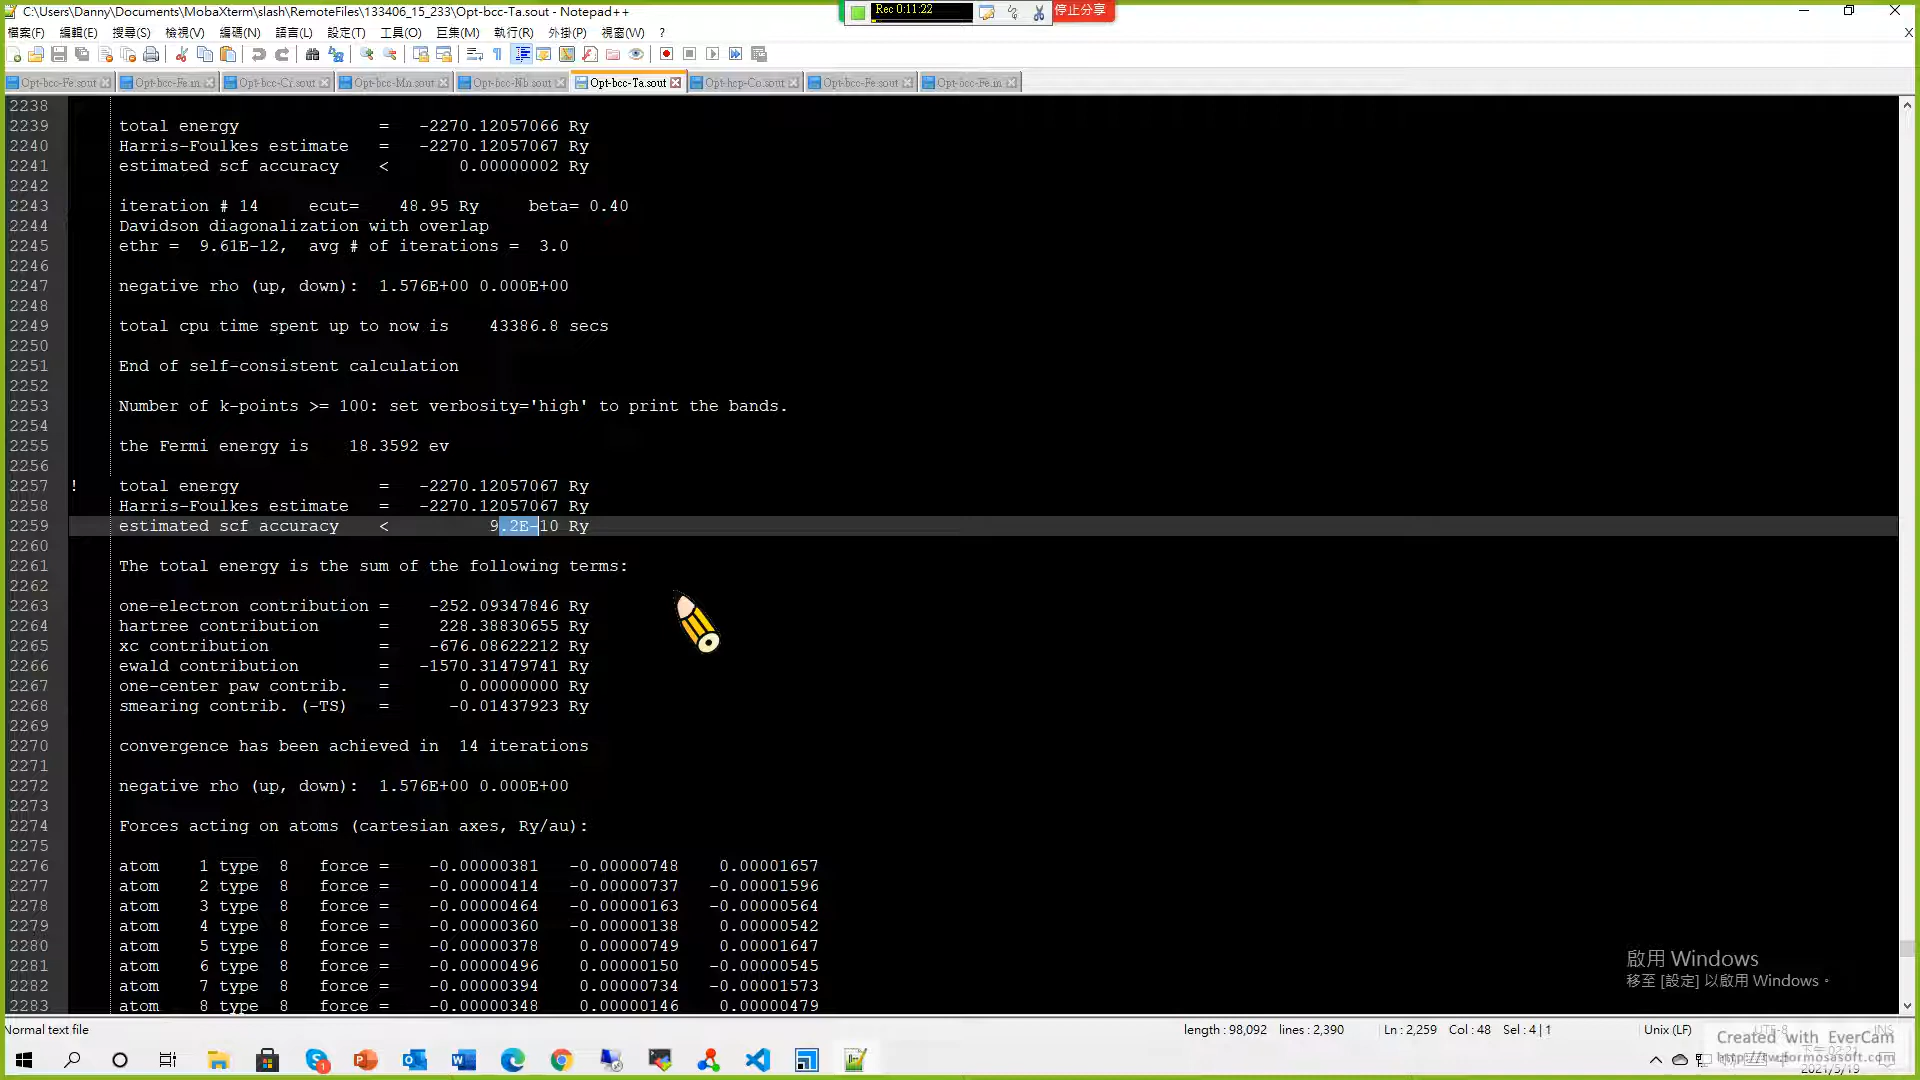 C:\Users\Danny\Documents\MobaXterm\slash\RemoteFiles\133406_15_233\Opt-bcc-Ta.sout - Notepad++
Rec 0:11:22
停止分享
檔案(F) 編輯(E) 搜尋(S) 檢視(V) 編碼(N) 語言(L) 設定(T) 工具(O) 巨集(M) 執行(R) 外掛(P) 視窗(W) ?
Opt-bcc-Fe.sout Opt-bcc-Fe.in Opt-bcc-Cr.sout Opt-bcc-Mn.sout Opt-bcc-Nb.sout Opt-bcc-Ta.sout Opt-hcp-Co.sout Opt-bcc-Fe.sout Opt-bcc-Fe.in
2238
2239 total energy = -2270.12057066 Ry
2240 Harris-Foulkes estimate = -2270.12057067 Ry
2241 estimated scf accuracy < 0.00000002 Ry
2242
2243 iteration # 14 ecut= 48.95 Ry beta= 0.40
2244 Davidson diagonalization with overlap
2245 ethr = 9.61E-12, avg # of iterations = 3.0
2246
2247 negative rho (up, down): 1.576E+00 0.000E+00
2248
2249 total cpu time spent up to now is 43386.8 secs
2250
2251 End of self-consistent calculation
2252
2253 Number of k-points >= 100: set verbosity='high' to print the bands.
2254
2255 the Fermi energy is 18.3592 ev
2256
2257 ! total energy = -2270.12057067 Ry
2258 Harris-Foulkes estimate = -2270.12057067 Ry
2259 estimated scf accuracy < 9.2E-10 Ry
2260
2261 The total energy is the sum of the following terms:
2262
2263 one-electron contribution = -252.09347846 Ry
2264 hartree contribution = 228.38830655 Ry
2265 xc contribution = -676.08622212 Ry
2266 ewald contribution = -1570.31479741 Ry
2267 one-center paw contrib. = 0.00000000 Ry
2268 smearing contrib. (-TS) = -0.01437923 Ry
2269
2270 convergence has been achieved in 14 iterations
2271
2272 negative rho (up, down): 1.576E+00 0.000E+00
2273
2274 Forces acting on atoms (cartesian axes, Ry/au):
2275
2276 atom 1 type 8 force = -0.00000381 -0.00000748 0.00001657
2277 atom 2 type 8 force = -0.00000414 -0.00000737 -0.00001596
2278 atom 3 type 8 force = -0.00000464 -0.00000163 -0.00000564
2279 atom 4 type 8 force = -0.00000360 -0.00000138 0.00000542
2280 atom 5 type 8 force = -0.00000378 0.00000749 0.00001647
2281 atom 6 type 8 force = -0.00000496 0.00000150 -0.00000545
2282 atom 7 type 8 force = -0.00000394 0.00000734 -0.00001573
2283 atom 8 type 8 force = -0.00000348 0.00000146 0.00000479
啟用 Windows
移至 [設定] 以啟用 Windows。
Normal text file length : 98,092 lines : 2,390 Ln : 2,259 Col : 48 Sel : 4 | 1 Unix (LF) UTF-8 INS
Created with EverCam
http://tw.formosasoft.com
2021/5/19